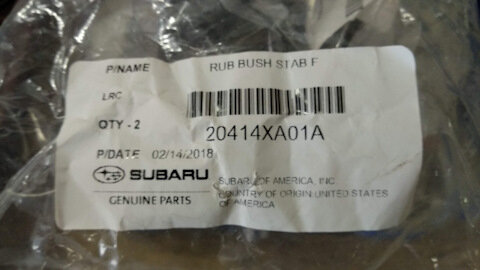 P/NAME RUB BUSH STAB F
LRC
QTY - 2 20414XA01A
P/DATE 02/14/2018
SUBARU SUBARU OF AMERICA, INC.
GENUINE PARTS COUNTRY OF ORIGIN:UNITED STATES
OF AMERICA